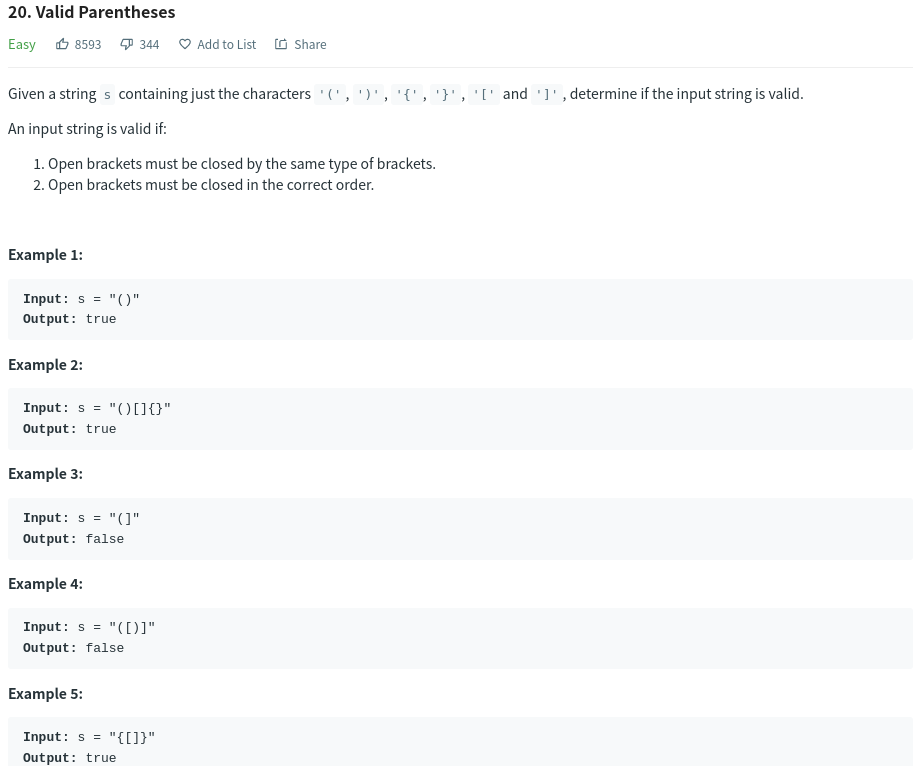 20. Valid Parentheses
Easy 8593 344 Add to List Share
Given a string s containing just the characters '(', ')', '{', '}', '[' and ']', determine if the input string is valid.
An input string is valid if:
1. Open brackets must be closed by the same type of brackets.
2. Open brackets must be closed in the correct order.
Example 1:
Input: s = "()"
Output: true
Example 2:
Input: s = "()[]{}"
Output: true
Example 3:
Input: s = "(]"
Output: false
Example 4:
Input: s = "([)]"
Output: false
Example 5:
Input: s = "{[]}"
Output: true